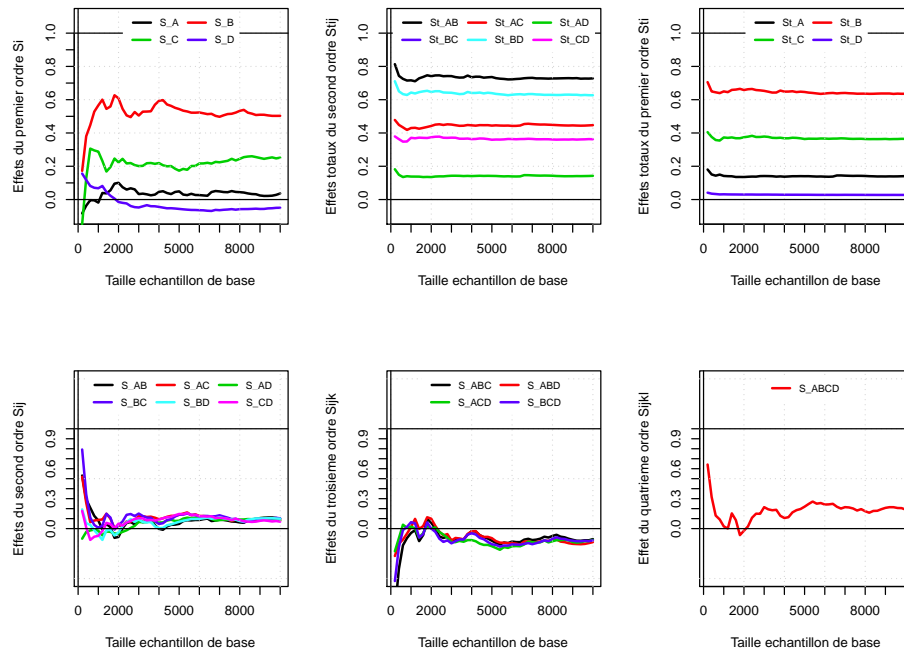 S_A S_B
S_C S_D
Effets du premier ordre Si
1.0
0.8
0.6
0.4
0.2
0.0
0 2000 5000 8000
Taille echantillon de base
St_AB St_AC St_AD
St_BC St_BD St_CD
Effets totaux du second ordre Stij
1.0
0.8
0.6
0.4
0.2
0.0
0 2000 5000 8000
Taille echantillon de base
St_A St_B
St_C St_D
Effets totaux du premier ordre Sti
1.0
0.8
0.6
0.4
0.2
0.0
0 2000 5000 8000
Taille echantillon de base
S_AB S_AC S_AD
S_BC S_BD S_CD
Effets du second ordre Sij
0.9
0.6
0.3
0.0
0 2000 5000 8000
Taille echantillon de base
S_ABC S_ABD
S_ACD S_BCD
Effets du troisieme ordre Sijk
0.9
0.6
0.3
0.0
0 2000 5000 8000
Taille echantillon de base
S_ABCD
Effet du quatrieme ordre Sijkl
0.9
0.6
0.3
0.0
0 2000 5000 8000
Taille echantillon de base